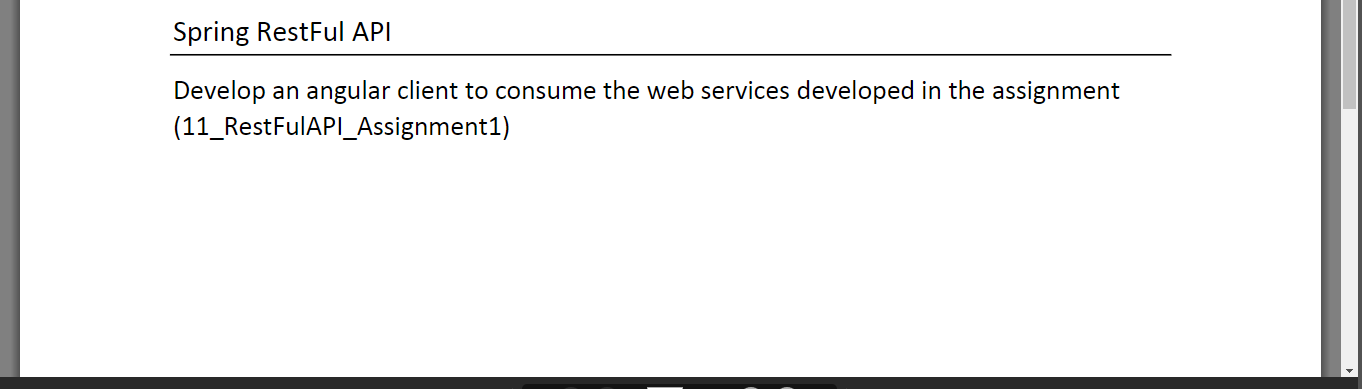 Spring RestFul API
Develop an angular client to consume the web services developed in the assignment
(11_RestFulAPI_Assignment1)